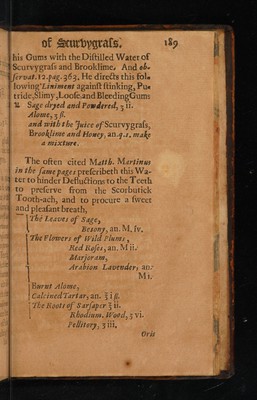 of Scurvygrass. 189
his Gums with the Distilled Water of
Scurvygrass and Brooklime. And ob-
servat.12.pag.363. He directs this fol-
lowing Liniment against stinking, Pu-
tride, Slimy, Loose. and Bleeding Gums
℞ Sage dryed and Powdered, ʒ ii.
Alome, ʒ ß.
and with the Juice of Scurvygrass,
Brooklime and Honey, an. q.s. make
a mixture.
The often cited Matth. Martinus
in the same pages prescribeth this Wa-
ter to hinder Defluctions to the Teeth
to preserve from the Scorbutick
Tooth-ach, and to procure a sweet
and pleasant breath,
The Leaves of Sage,
Betony, an. M. iv.
The Flowers of Wild Plums,
Red Roses, an. M ii.
Marjoram,
Arabian Lavender, an.
M i.
Burnt Alome,
Calcined Tartar, an. ℥ i ß.
The Roots of Sarsaper ℥ ii.
Rhodium. Wood, ʒ vi.
Pellitory, ʒ iii.
Oris